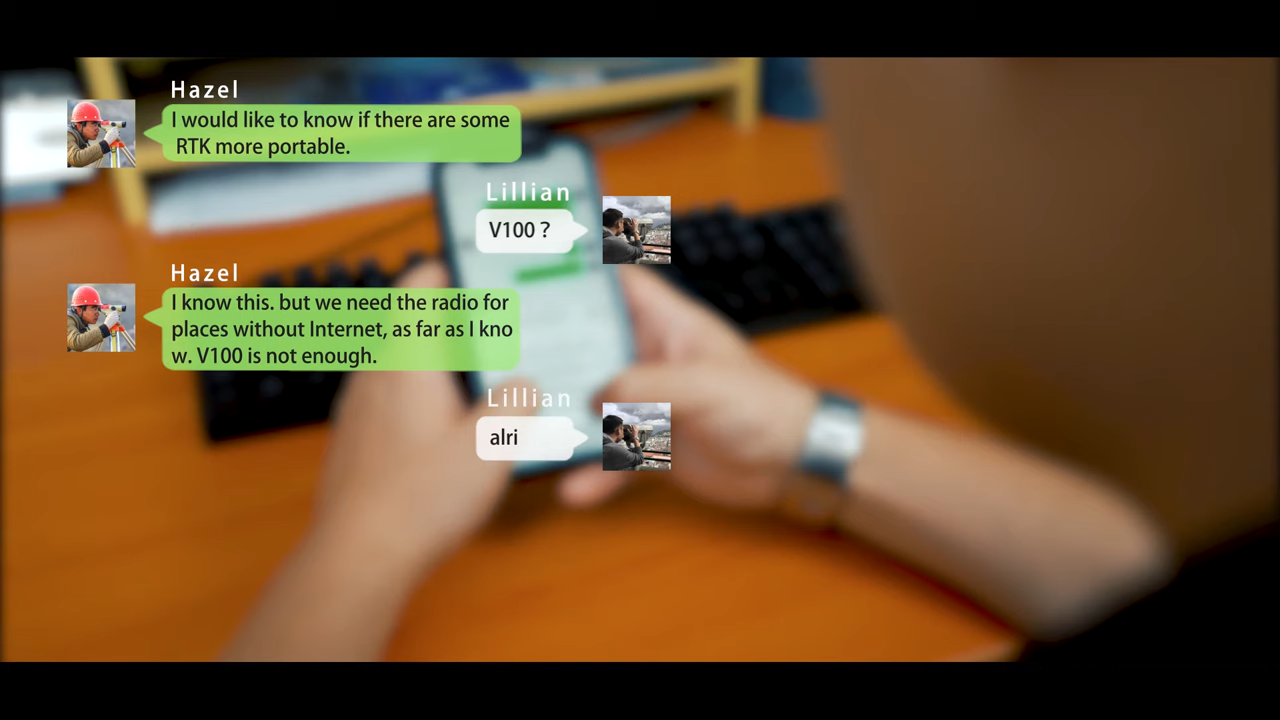 Hazel
I would like to know if there are some
RTK more portable.
Lillian
V100 ?
Hazel
I know this. but we need the radio for
places without Internet, as far as I kno
w. V100 is not enough.
Lillian
alri